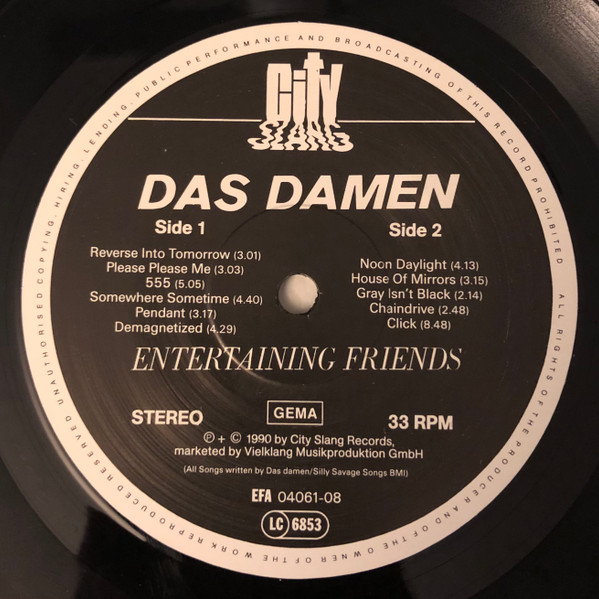 City
SLANG
DAS DAMEN
Side 1
Reverse Into Tomorrow (3.01)
Please Please Me (3.03)
555 (5.05)
Somewhere Sometime (4.40)
Pendant (3.17)
Demagnetized (4.29)
Side 2
Noon Daylight (4.13)
House Of Mirrors (3.15)
Gray Isn't Black (2.14)
Chaindrive (2.48)
Click (8.48)
ENTERTAINING FRIENDS
STEREO
GEMA
33 RPM
℗ + © 1990 by City Slang Records,
marketed by Vielklang Musikproduktion GmbH
(All Songs written by Das damen/Silly Savage Songs BMI)
EFA 04061-08
LC 6853
ALL RIGHTS OF THE PRODUCER AND OF THE OWNER OF THE WORK REPRODUCED RESERVED UNAUTHORISED COPYING, HIRING, LENDING, PUBLIC PERFORMANCE AND BROADCASTING OF THIS RECORD PROHIBITED